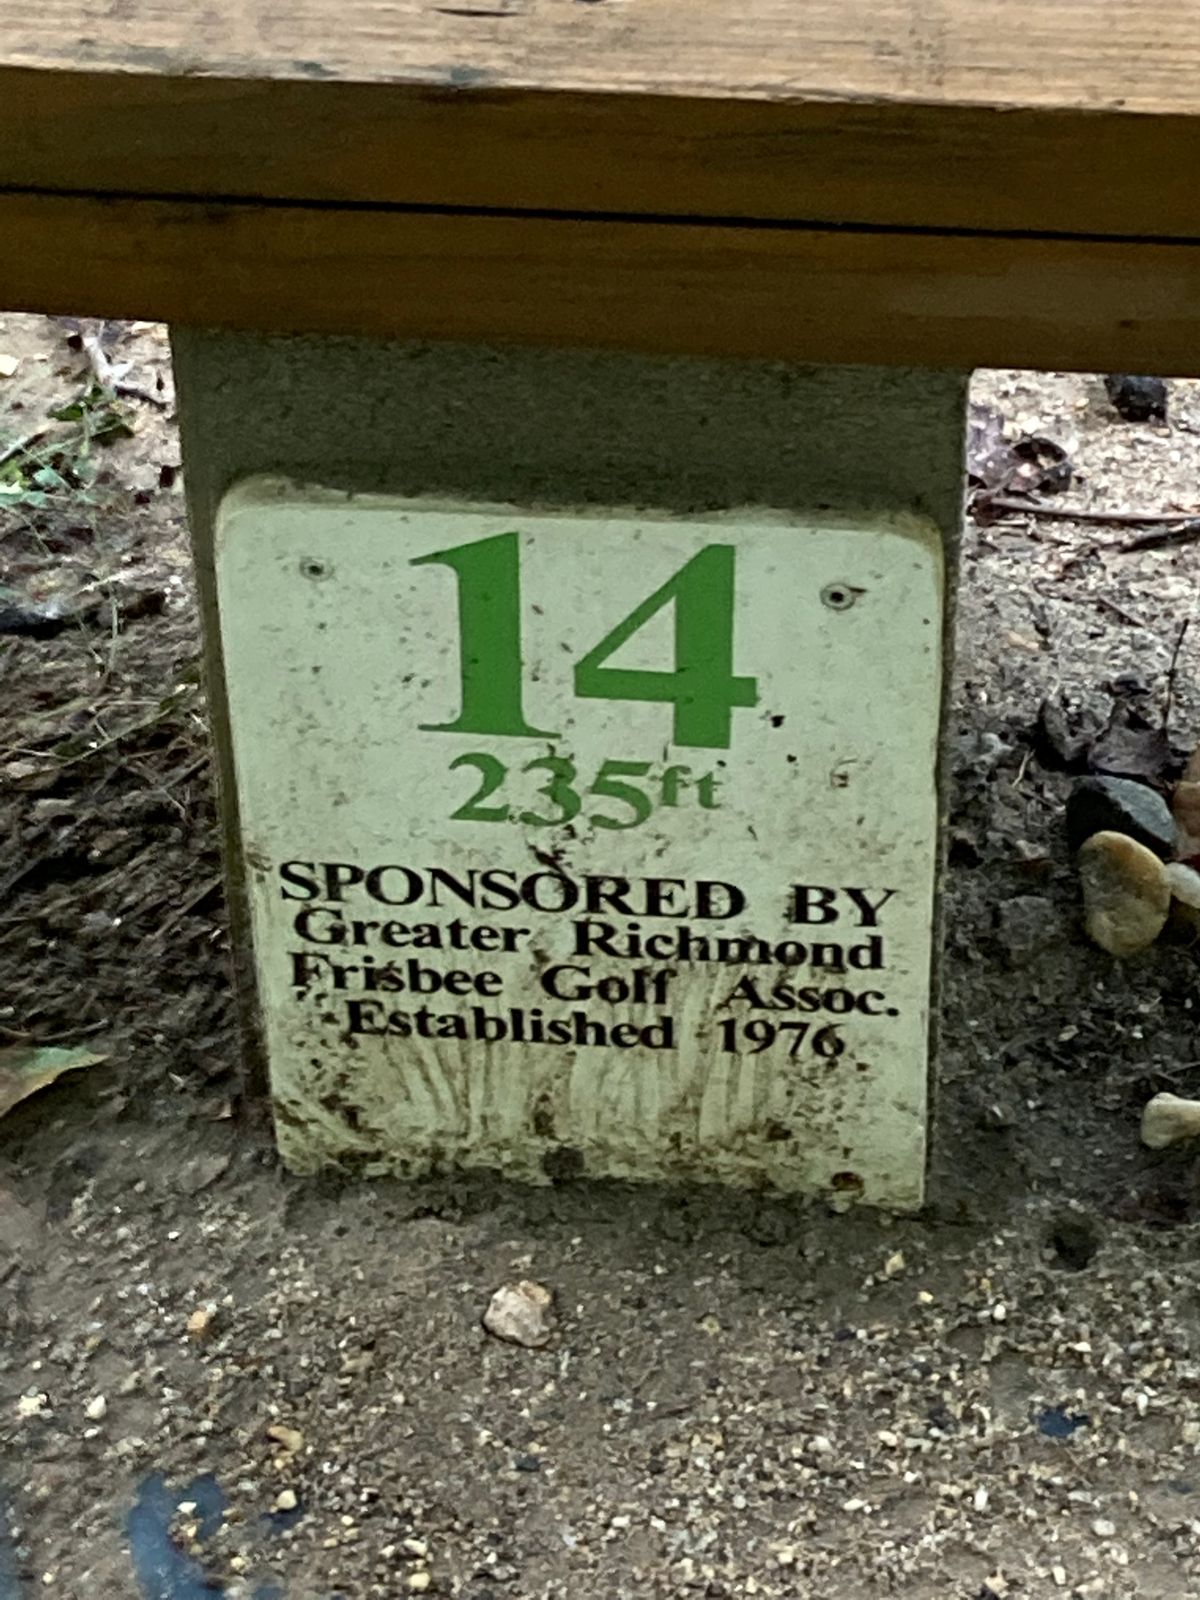 14
235ft
SPONSORED BY
Greater Richmond
Frisbee Golf Assoc.
Established 1976